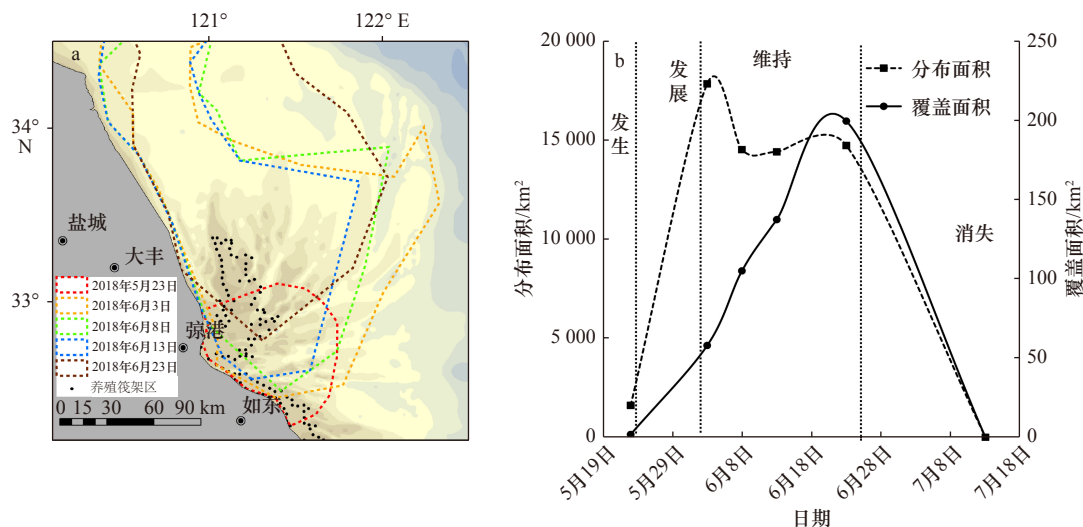 121°
122° E
a
34°
N
盐城
大丰
2018年5月23日
33°
2018年6月3日
2018年6月8日
弶港
2018年6月13日
2018年6月23日
养殖筏架区
如东
0 15 30 60 90 km
20 000
15 000
10 000
5 000
0
分布面积/km²
b
发生
发展
维持
消失
分布面积
覆盖面积
250
200
150
100
50
0
覆盖面积/km²
5月19日
5月29日
6月8日
6月18日
6月28日
7月8日
7月18日
日期